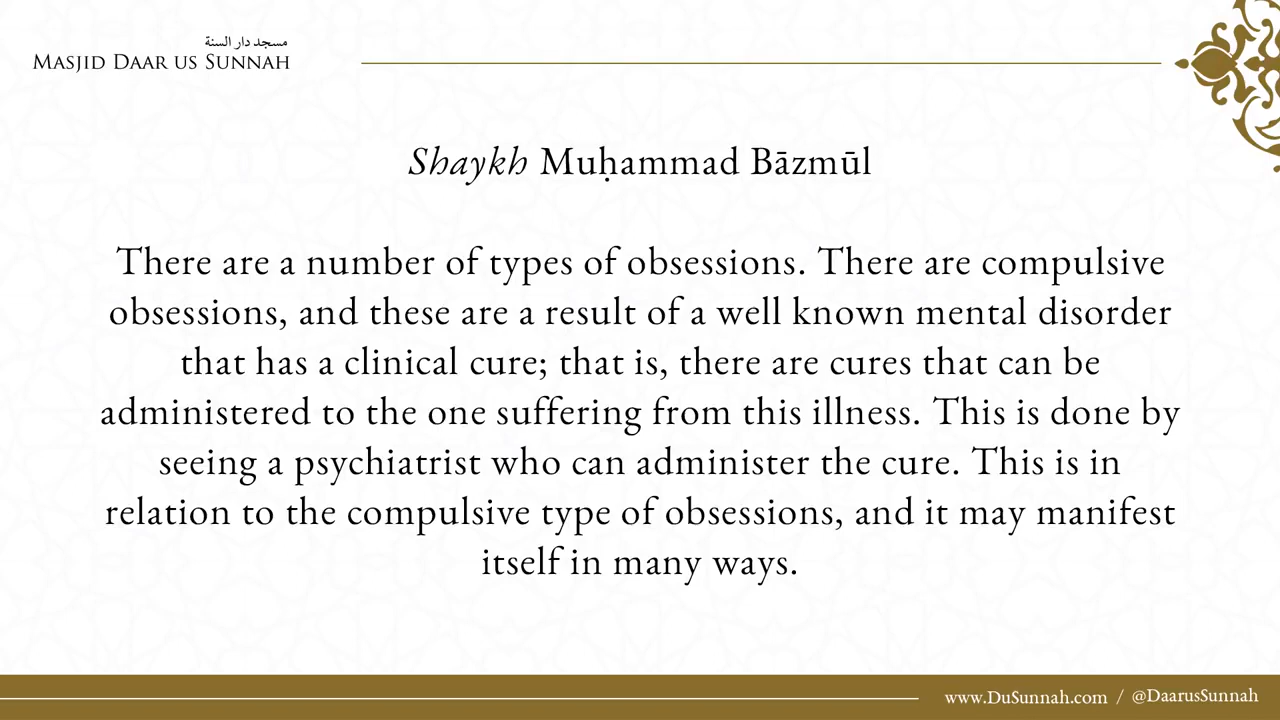 مسجد دار السنة
MASJID DAAR US SUNNAH
Shaykh Muḥammad Bāzmūl
There are a number of types of obsessions. There are compulsive
obsessions, and these are a result of a well known mental disorder
that has a clinical cure; that is, there are cures that can be
administered to the one suffering from this illness. This is done by
seeing a psychiatrist who can administer the cure. This is in
relation to the compulsive type of obsessions, and it may manifest
itself in many ways.
www.DuSunnah.com / @DaarusSunnah